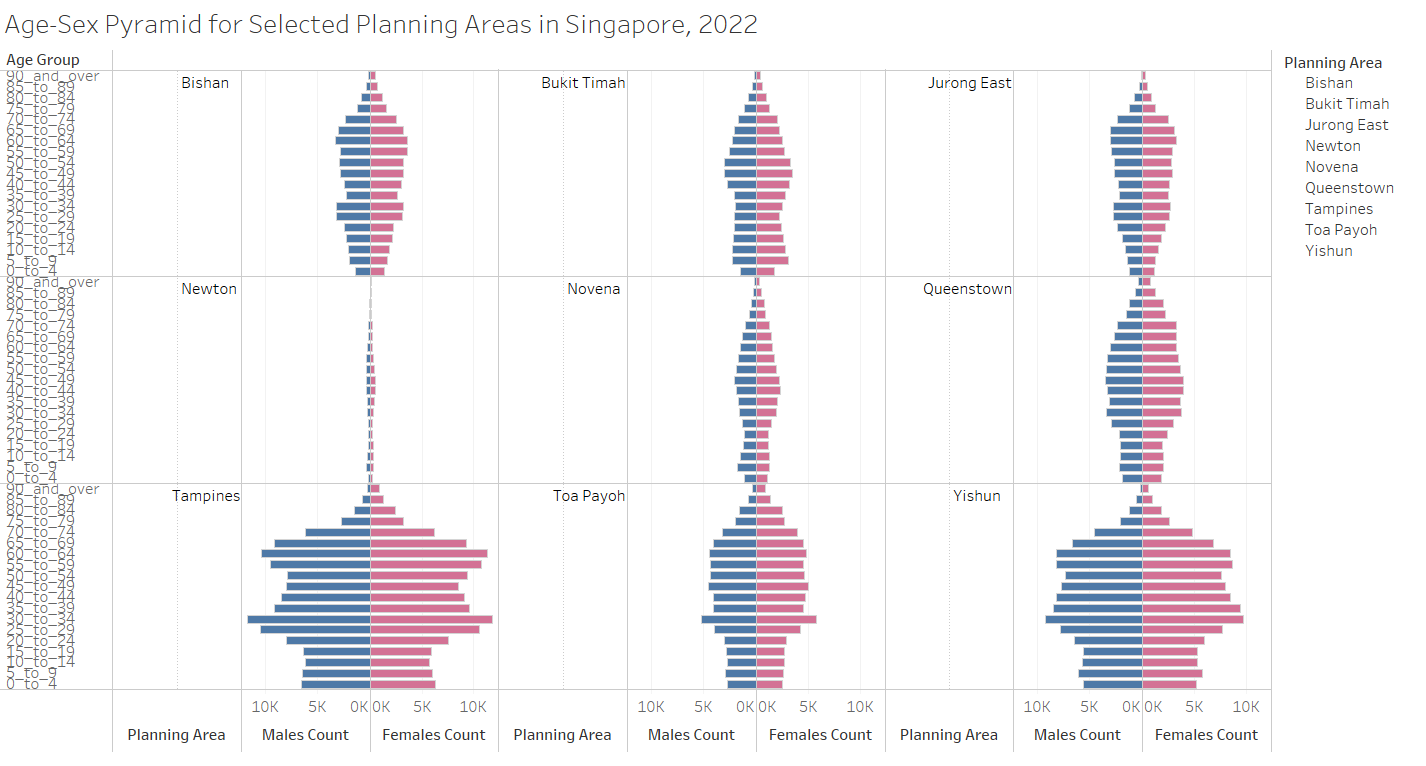 Age-Sex Pyramid for Selected Planning Areas in Singapore, 2022
Age Group
Planning Area
Bishan
Bukit Timah
Jurong East
Newton
Novena
Queenstown
Tampines
Toa Payoh
Yishun
90_and_over
85_to_89
80_to_84
75_to_79
70_to_74
65_to_69
60_to_64
55_to_59
50_to_54
45_to_49
40_to_44
35_to_39
30_to_34
25_to_29
20_to_24
15_to_19
10_to_14
5_to_9
0_to_4
Bishan
Bukit Timah
Jurong East
90_and_over
85_to_89
80_to_84
75_to_79
70_to_74
65_to_69
60_to_64
55_to_59
50_to_54
45_to_49
40_to_44
35_to_39
30_to_34
25_to_29
20_to_24
15_to_19
10_to_14
5_to_9
0_to_4
Newton
Novena
Queenstown
90_and_over
85_to_89
80_to_84
75_to_79
70_to_74
65_to_69
60_to_64
55_to_59
50_to_54
45_to_49
40_to_44
35_to_39
30_to_34
25_to_29
20_to_24
15_to_19
10_to_14
5_to_9
0_to_4
Tampines
Toa Payoh
Yishun
10K 5K 0K 0K 5K 10K 10K 5K 0K 0K 5K 10K 10K 5K 0K 0K 5K 10K
Planning Area Males Count Females Count Planning Area Males Count Females Count Planning Area Males Count Females Count